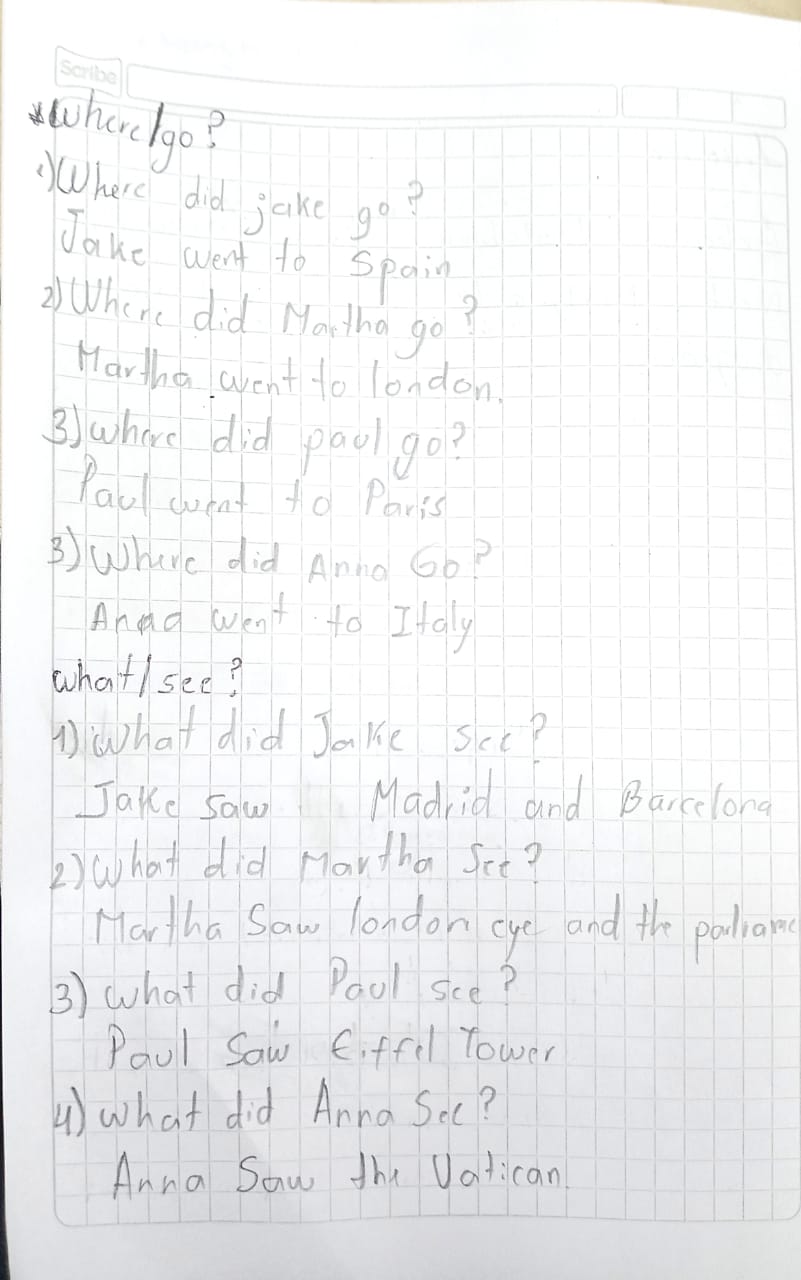 Scribe
*Where/go?
1) Where did jake go?
Jake went to Spain
2) Where did Martha go?
Martha went to london.
3) where did paul go?
Paul went to Paris
3) Where did Anna Go?
Anna went to Italy
what/see?
1) What did Jake see?
Jake saw Madrid and Barcelona
2) What did Martha See?
Martha Saw london eye and the parliame
3) what did Paul see?
Paul Saw Eiffel Tower
4) what did Anna See?
Anna Saw the Vatican.